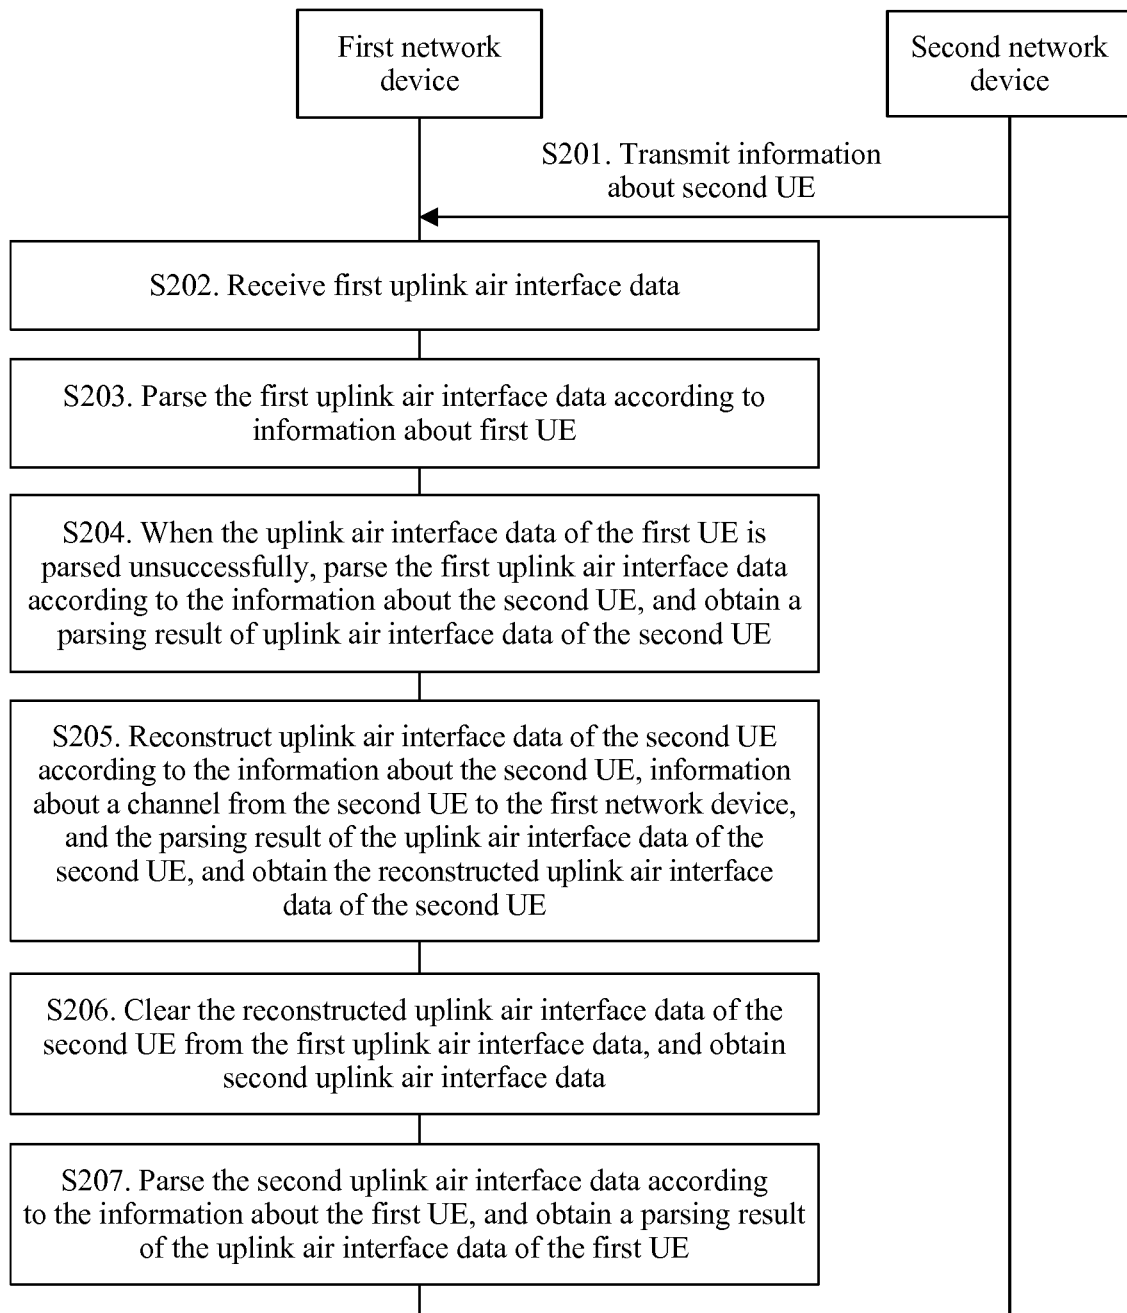 First network
device
Second network
device
S201. Transmit information
about second UE
S202. Receive first uplink air interface data
S203. Parse the first uplink air interface data according to
information about first UE
S204. When the uplink air interface data of the first UE is
parsed unsuccessfully, parse the first uplink air interface data
according to the information about the second UE, and obtain a
parsing result of uplink air interface data of the second UE
S205. Reconstruct uplink air interface data of the second UE
according to the information about the second UE, information
about a channel from the second UE to the first network device,
and the parsing result of the uplink air interface data of the
second UE, and obtain the reconstructed uplink air interface
data of the second UE
S206. Clear the reconstructed uplink air interface data of the
second UE from the first uplink air interface data, and obtain
second uplink air interface data
S207. Parse the second uplink air interface data according
to the information about the first UE, and obtain a parsing result
of the uplink air interface data of the first UE